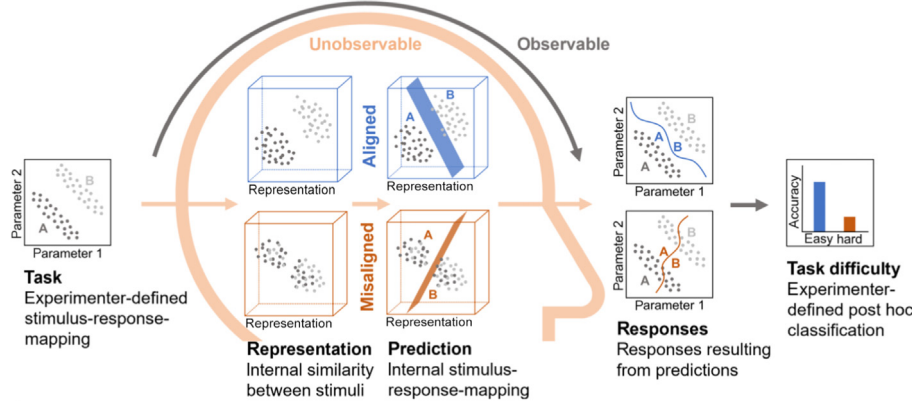 Unobservable
Observable
Aligned
A
B
Representation
Misaligned
A
B
Representation
Representation
Parameter 2
A
B
Parameter 1
Task
Experimenter-defined
stimulus-response-
mapping
Representation
Internal similarity
between stimuli
Prediction
Internal stimulus-
response-mapping
Parameter 2
A
B
A
B
Parameter 1
Parameter 2
A
B
A
B
Parameter 1
Responses
Responses resulting
from predictions
Accuracy
Easy hard
Task difficulty
Experimenter-
defined post hoc
classification
Representation